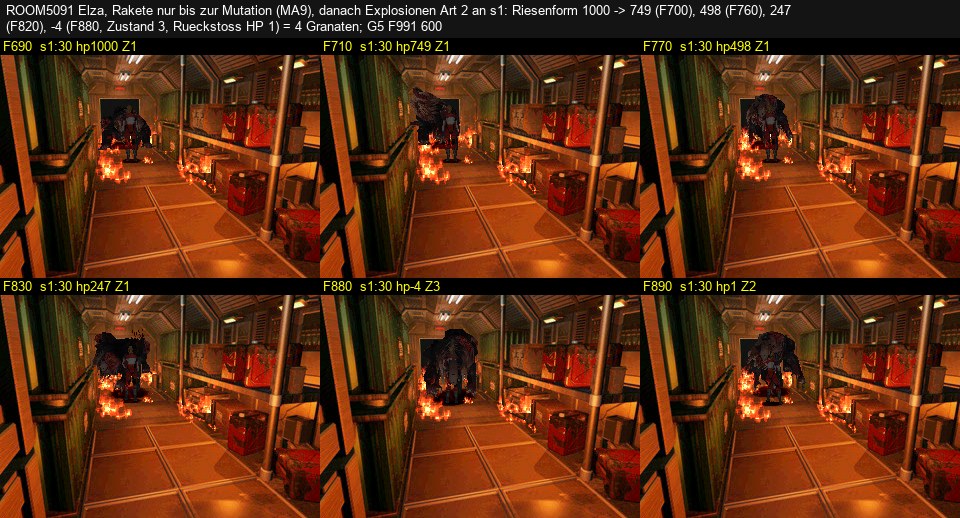 ROOM5091 Elza, Rakete nur bis zur Mutation (MA9), danach Explosionen Art 2 an s1: Riesenform 1000 -> 749 (F700), 498 (F760), 247
(F820), -4 (F880, Zustand 3, Rueckstoss HP 1) = 4 Granaten; G5 F991 600
F690 s1:30 hp1000 Z1
F710 s1:30 hp749 Z1
F770 s1:30 hp498 Z1
F830 s1:30 hp247 Z1
F880 s1:30 hp-4 Z3
F890 s1:30 hp1 Z2